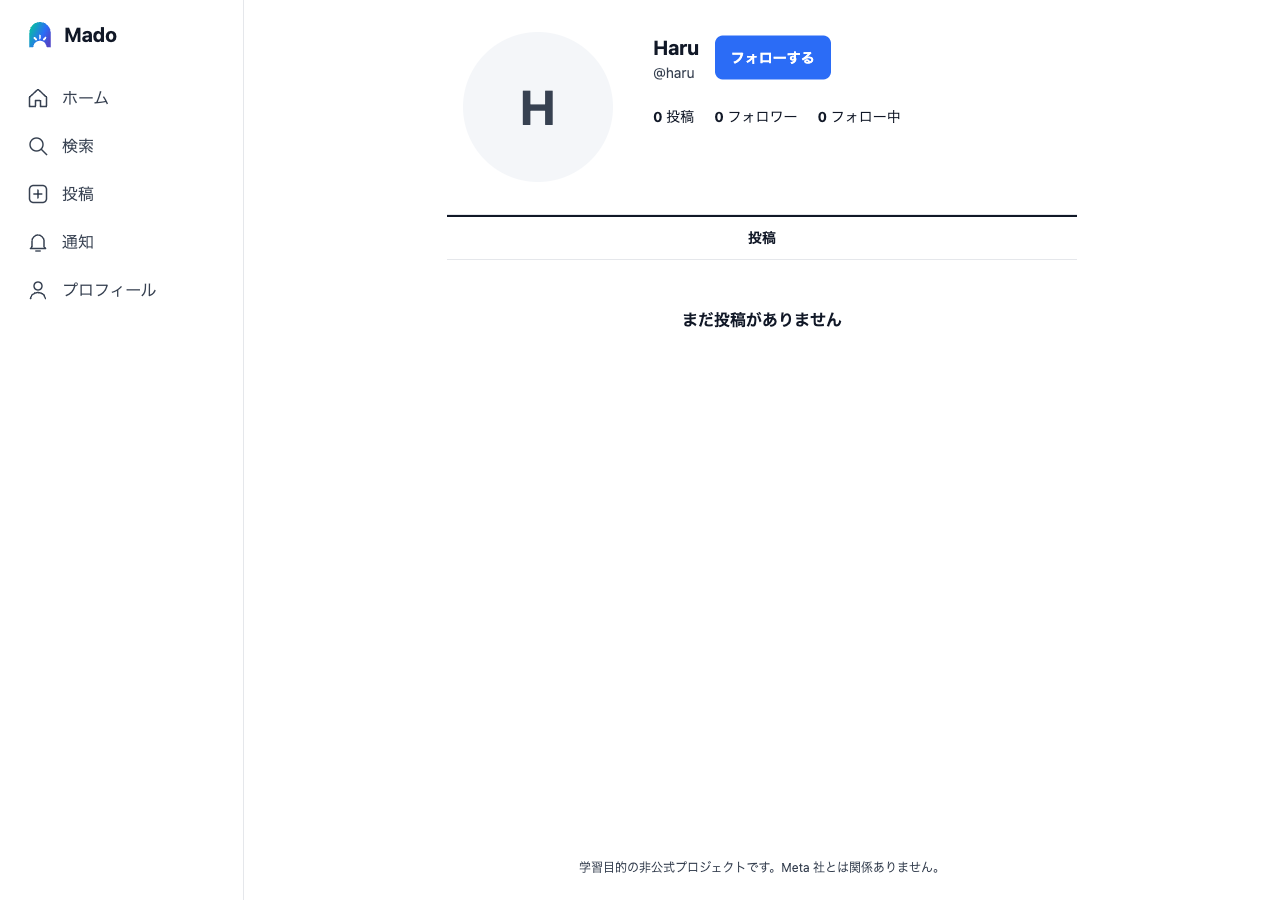 Mado
ホーム
検索
投稿
通知
プロフィール
H
Haru
フォローする
@haru
0 投稿 0 フォロワー 0 フォロー中
投稿
まだ投稿がありません
学習目的の非公式プロジェクトです。Meta 社とは関係ありません。